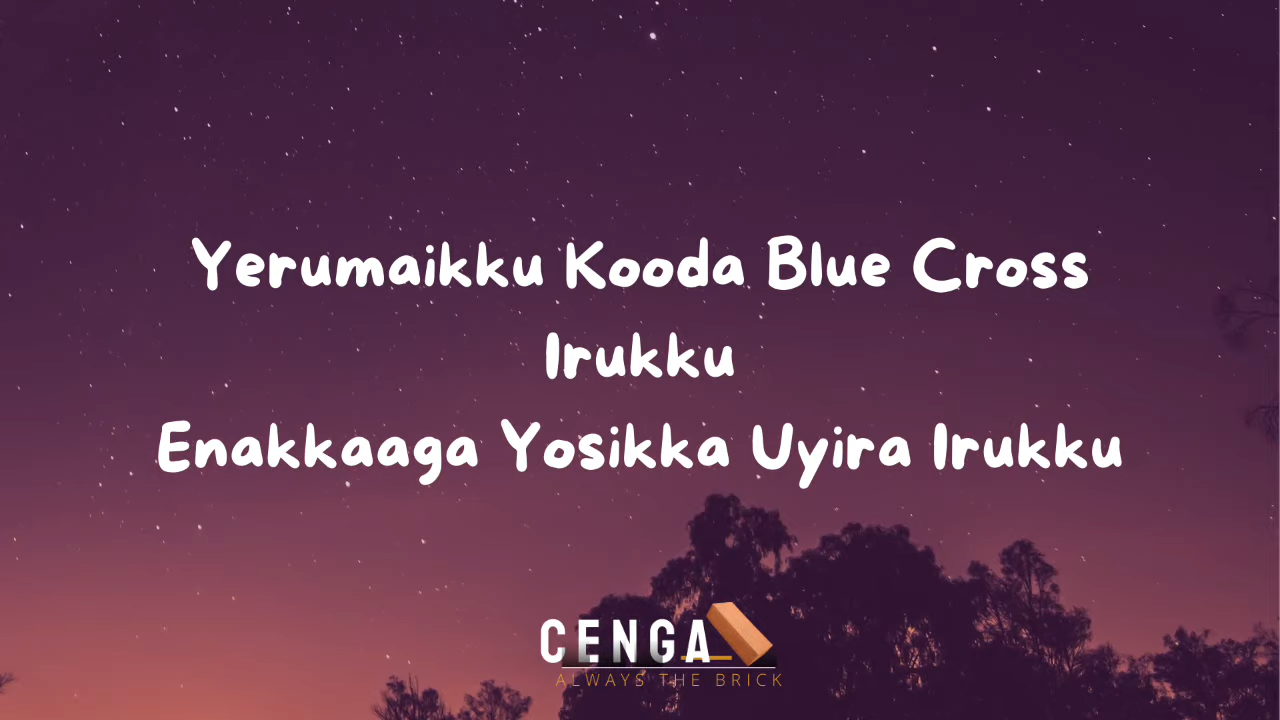 Yerumaikku Kooda Blue Cross
Irukku
Enakkaaga Yosikka Uyira Irukku
CENGA
ALWAYS THE BRICK